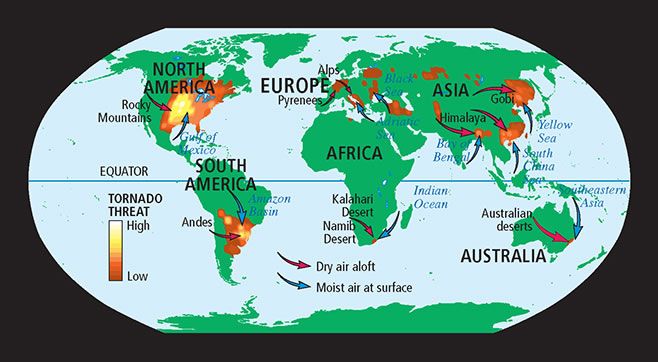 NORTH
AMERICA
Rocky
Mountains
Gulf of
Mexico
EUROPE
Alps
Pyrenees
Black
Sea
Adriatic
Sea
ASIA
Gobi
Himalaya
Bay of
Bengal
Yellow
Sea
South
China
Sea
AFRICA
EQUATOR
SOUTH
AMERICA
Amazon
Basin
Andes
Kalahari
Desert
Namib
Desert
Indian
Ocean
Southeastern
Asia
Australian
deserts
AUSTRALIA
TORNADO
THREAT
High
Low
Dry air aloft
Moist air at surface